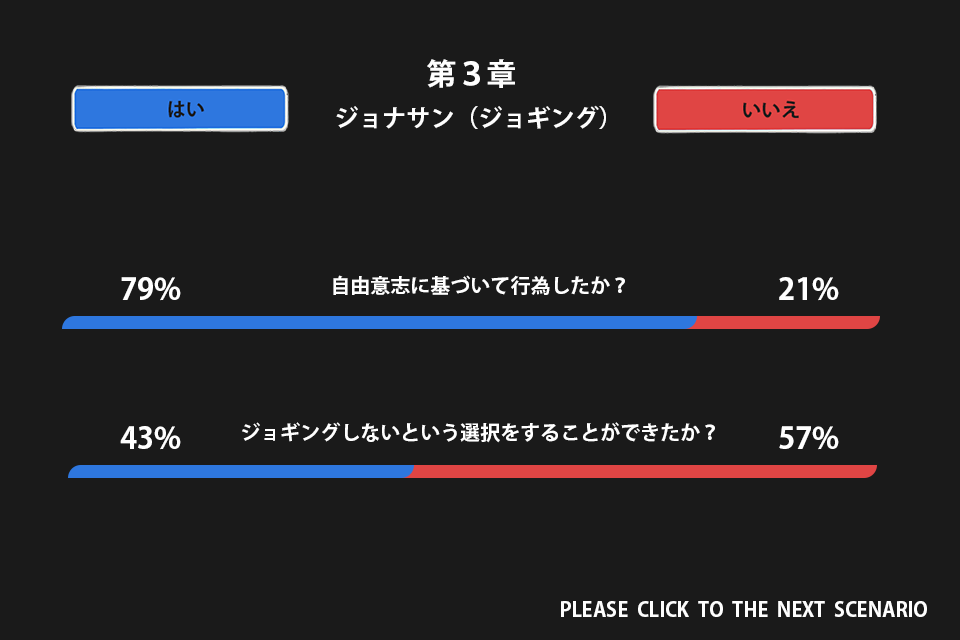 第３章
はい
ジョナサン（ジョギング）
いいえ
79%
自由意志に基づいて行為したか？
21%
43%
ジョギングしないという選択をすることができたか？
57%
PLEASE CLICK TO THE NEXT SCENARIO